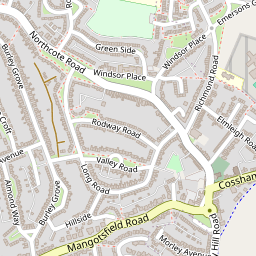 Emersons G
Northcote Road
Green Side
Windsor Place
Windsor Place
Burley Grove
Richmond Road
Croft
Rodway Road
Elmleigh Road
Avenue
Valley Road
Long Road
Cossham
Almond Way
Burley Grove
Hillside
Mangotsfield Road
Hill Road
Morley Avenue